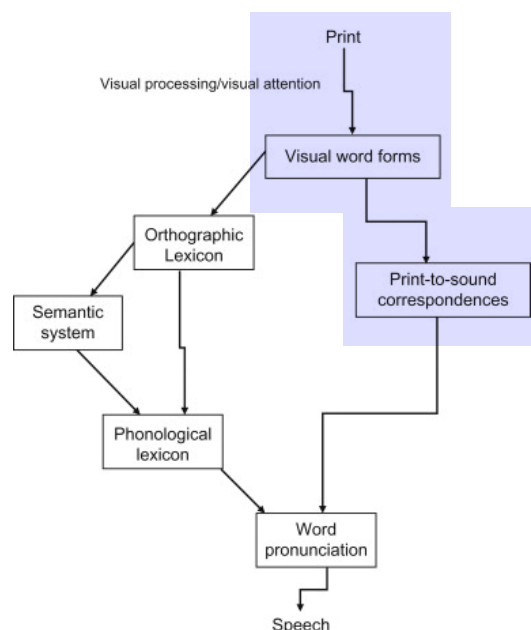 Print
Visual processing/visual attention
Visual word forms
Orthographic
Lexicon
Print-to-sound
correspondences
Semantic
system
Phonological
lexicon
Word
pronunciation
Speech